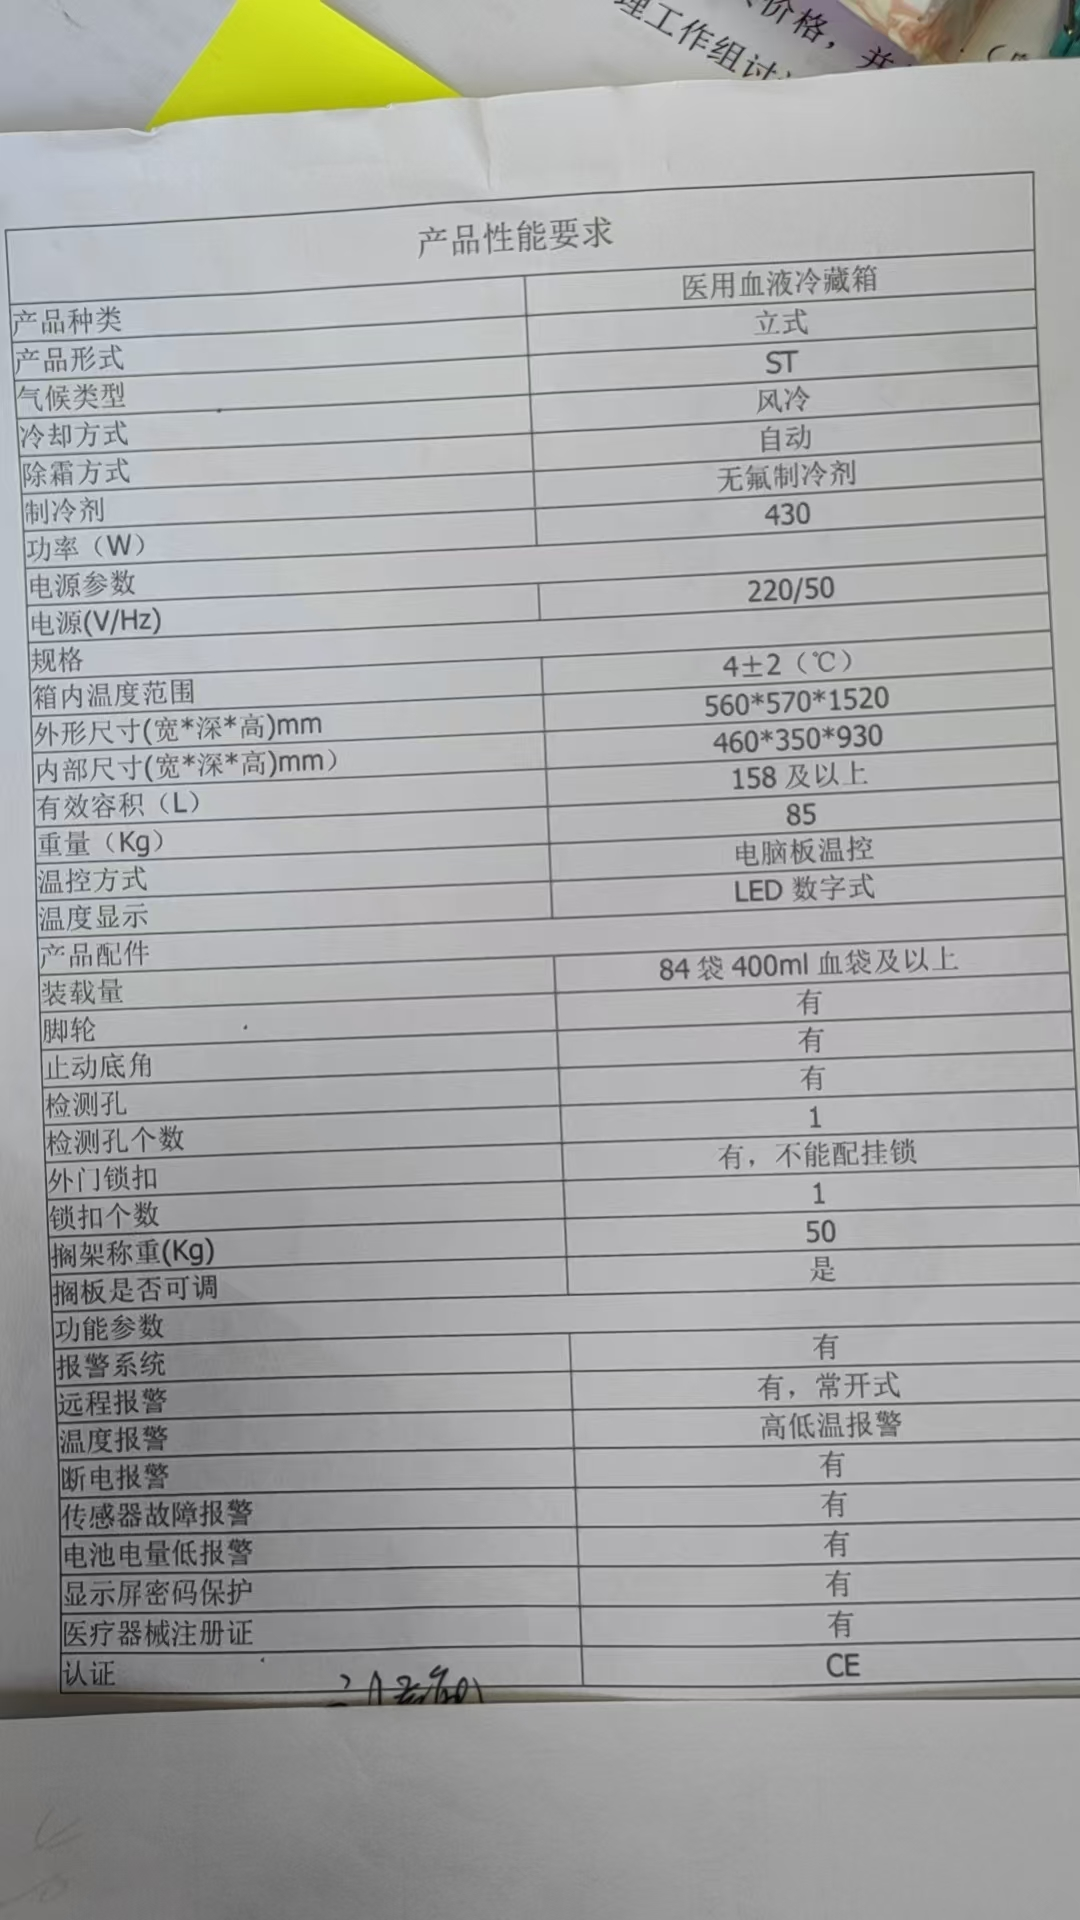 价格，并
理工作组讨
产品性能要求
产品种类 医用血液冷藏箱
产品形式 立式
气候类型 ST
冷却方式 风冷
除霜方式 自动
制冷剂 无氟制冷剂
功率（W） 430
电源参数
电源(V/Hz) 220/50
规格
箱内温度范围 4±2（℃）
外形尺寸(宽*深*高)mm 560*570*1520
内部尺寸(宽*深*高)mm） 460*350*930
有效容积（L） 158 及以上
重量（Kg） 85
温控方式 电脑板温控
温度显示 LED 数字式
产品配件
装载量 84 袋 400ml 血袋及以上
脚轮 有
止动底角 有
检测孔 有
检测孔个数 1
外门锁扣 有，不能配挂锁
锁扣个数 1
搁架称重(Kg) 50
搁板是否可调 是
功能参数
报警系统 有
远程报警 有，常开式
温度报警 高低温报警
断电报警 有
传感器故障报警 有
电池电量低报警 有
显示屏密码保护 有
医疗器械注册证 有
认证 CE